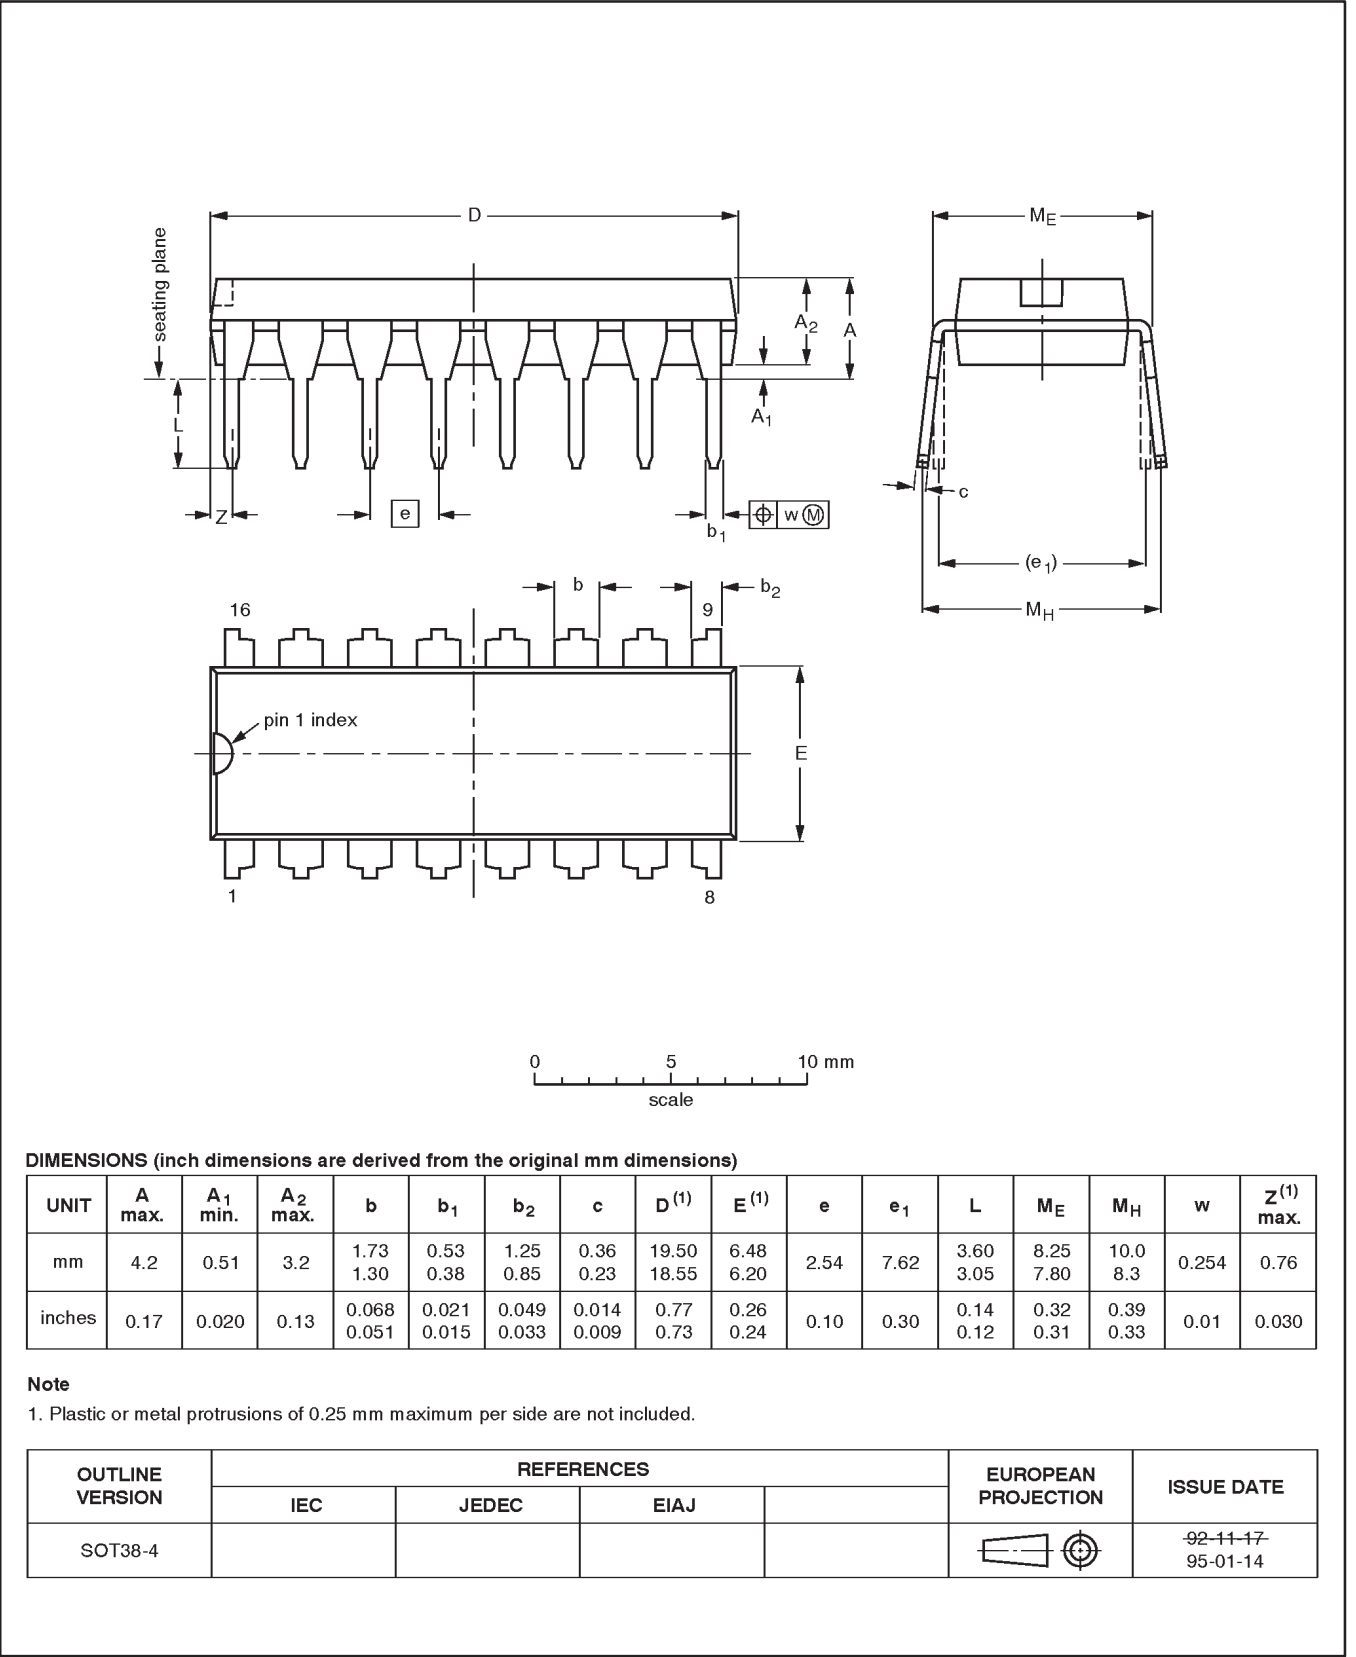 D
ME
seating plane
A2
A
A1
L
Z
e
b1
w M
c
(e1)
MH
b
b2
16
9
pin 1 index
E
1
8
0 5 10 mm
scale
DIMENSIONS (inch dimensions are derived from the original mm dimensions)
UNIT A max. A1 min. A2 max. b b1 b2 c D(1) E(1) e e1 L ME MH w Z(1) max.
mm 4.2 0.51 3.2 1.73 1.30 0.53 0.38 1.25 0.85 0.36 0.23 19.50 18.55 6.48 6.20 2.54 7.62 3.60 3.05 8.25 7.80 10.0 8.3 0.254 0.76
inches 0.17 0.020 0.13 0.068 0.051 0.021 0.015 0.049 0.033 0.014 0.009 0.77 0.73 0.26 0.24 0.10 0.30 0.14 0.12 0.32 0.31 0.39 0.33 0.01 0.030
Note
1. Plastic or metal protrusions of 0.25 mm maximum per side are not included.
OUTLINE VERSION REFERENCES EUROPEAN PROJECTION ISSUE DATE
IEC JEDEC EIAJ
SOT38-4 92-11-17
95-01-14